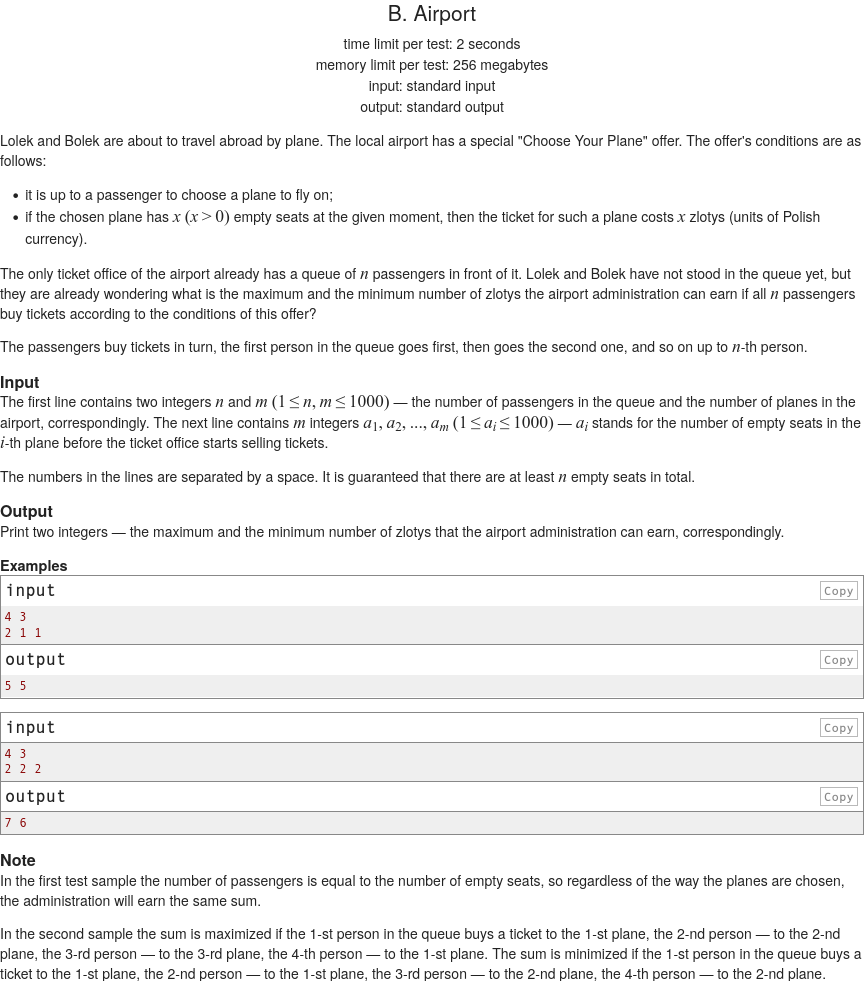 B. Airport
time limit per test: 2 seconds
memory limit per test: 256 megabytes
input: standard input
output: standard output
Lolek and Bolek are about to travel abroad by plane. The local airport has a special "Choose Your Plane" offer. The offer's conditions are as
follows:
• it is up to a passenger to choose a plane to fly on;
• if the chosen plane has x (x > 0) empty seats at the given moment, then the ticket for such a plane costs x zlotys (units of Polish
currency).
The only ticket office of the airport already has a queue of n passengers in front of it. Lolek and Bolek have not stood in the queue yet, but
they are already wondering what is the maximum and the minimum number of zlotys the airport administration can earn if all n passengers
buy tickets according to the conditions of this offer?
The passengers buy tickets in turn, the first person in the queue goes first, then goes the second one, and so on up to n-th person.
Input
The first line contains two integers n and m (1 ≤ n, m ≤ 1000) — the number of passengers in the queue and the number of planes in the
airport, correspondingly. The next line contains m integers a₁, a₂, ..., aₘ (1 ≤ aᵢ ≤ 1000) — aᵢ stands for the number of empty seats in the
i-th plane before the ticket office starts selling tickets.
The numbers in the lines are separated by a space. It is guaranteed that there are at least n empty seats in total.
Output
Print two integers — the maximum and the minimum number of zlotys that the airport administration can earn, correspondingly.
Examples
input Copy
4 3
2 1 1
output Copy
5 5
input Copy
4 3
2 2 2
output Copy
7 6
Note
In the first test sample the number of passengers is equal to the number of empty seats, so regardless of the way the planes are chosen,
the administration will earn the same sum.
In the second sample the sum is maximized if the 1-st person in the queue buys a ticket to the 1-st plane, the 2-nd person — to the 2-nd
plane, the 3-rd person — to the 3-rd plane, the 4-th person — to the 1-st plane. The sum is minimized if the 1-st person in the queue buys a
ticket to the 1-st plane, the 2-nd person — to the 1-st plane, the 3-rd person — to the 2-nd plane, the 4-th person — to the 2-nd plane.